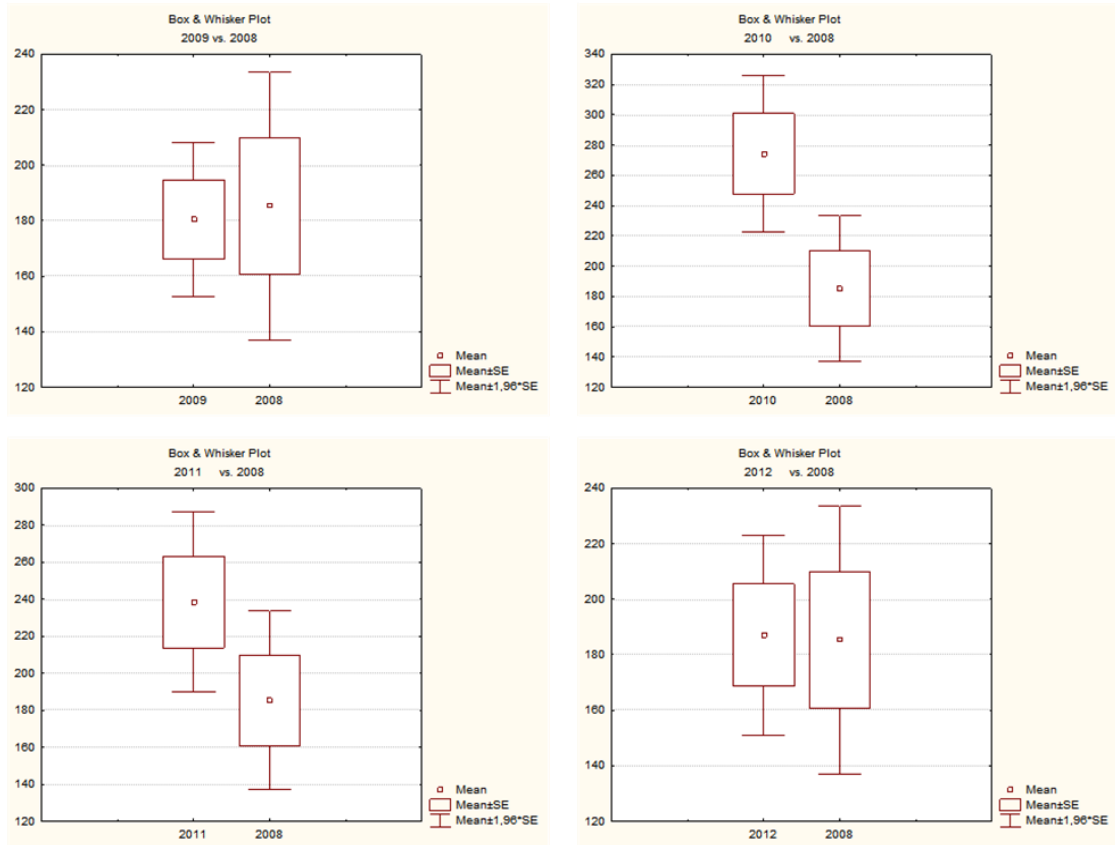 Box & Whisker Plot
2009 vs. 2008
240
220
200
180
160
140
120
2009 2008
Mean
Mean±SE
Mean±1,96*SE
Box & Whisker Plot
2010 vs. 2008
340
320
300
280
260
240
220
200
180
160
140
120
2010 2008
Mean
Mean±SE
Mean±1,96*SE
Box & Whisker Plot
2011 vs. 2008
300
280
260
240
220
200
180
160
140
120
2011 2008
Mean
Mean±SE
Mean±1,96*SE
Box & Whisker Plot
2012 vs. 2008
240
220
200
180
160
140
120
2012 2008
Mean
Mean±SE
Mean±1,96*SE